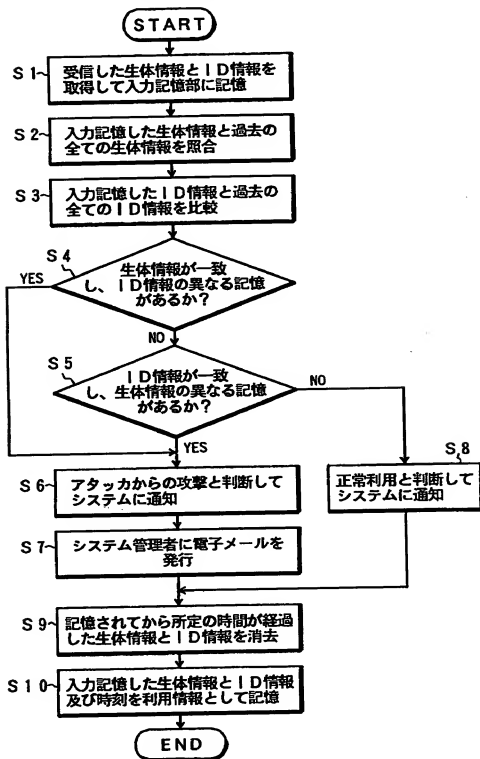 START
S1
受信した生体情報とID情報を
取得して入力記憶部に記憶
S2
入力記憶した生体情報と過去の
全ての生体情報を照合
S3
入力記憶したID情報と過去の
全てのID情報を比較
S4
生体情報が一致
し、ID情報の異なる記憶
があるか?
YES
NO
S5
ID情報が一致
し、生体情報の異なる記憶
があるか?
NO
YES
S6
アタッカからの攻撃と判断して
システムに通知
S8
正常利用と判断して
システムに通知
S7
システム管理者に電子メールを
発行
S9
記憶されてから所定の時間が経過
した生体情報とID情報を消去
S10
入力記憶した生体情報とID情報
及び時刻を利用情報として記憶
END